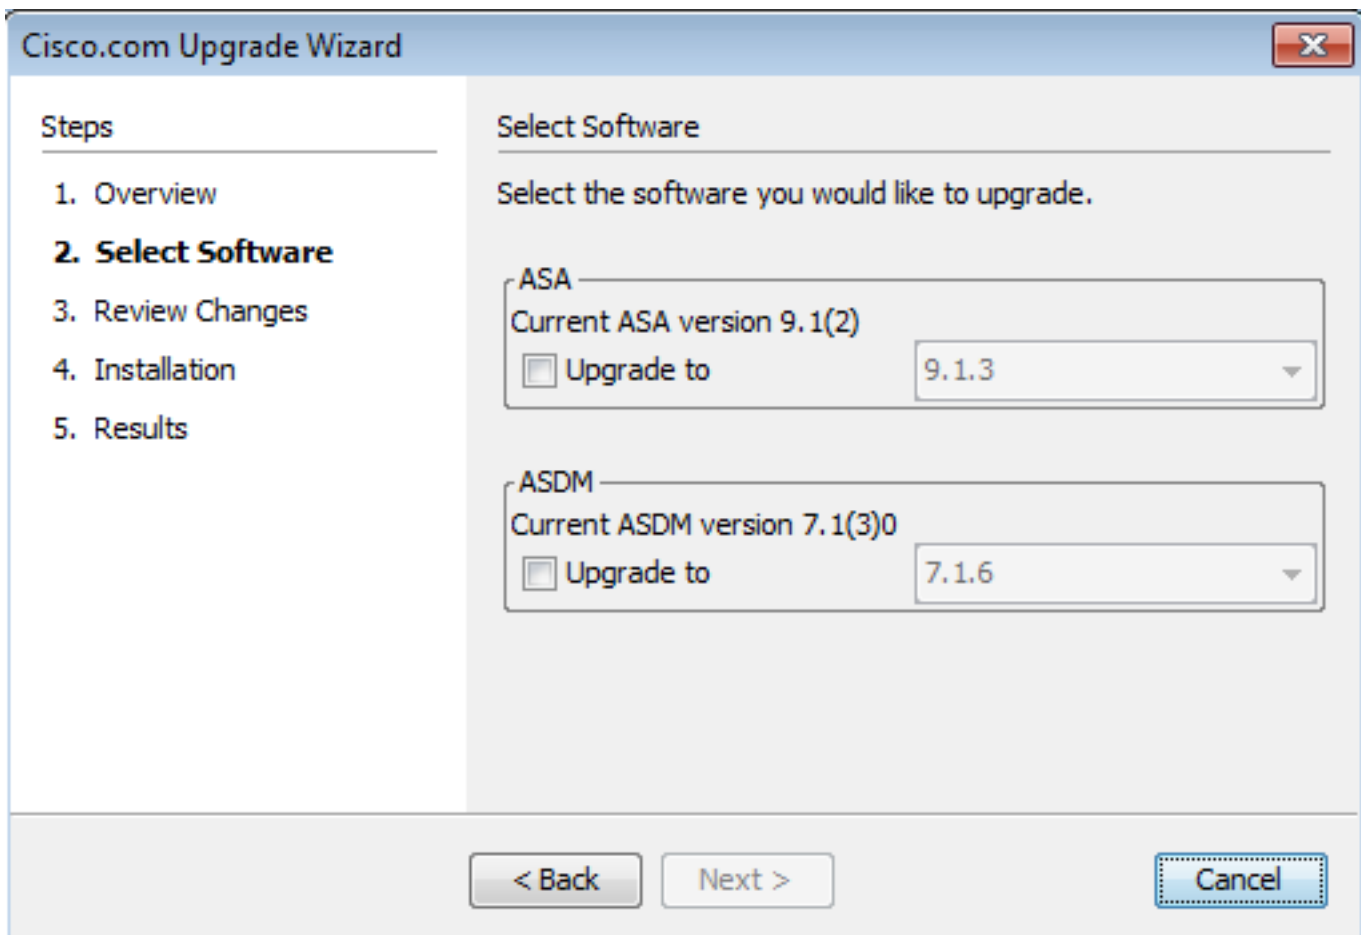 Cisco.com Upgrade Wizard
Steps
1. Overview
2. Select Software
3. Review Changes
4. Installation
5. Results
Select Software
Select the software you would like to upgrade.
ASA
Current ASA version 9.1(2)
Upgrade to 9.1.3
ASDM
Current ASDM version 7.1(3)0
Upgrade to 7.1.6
< Back Next > Cancel